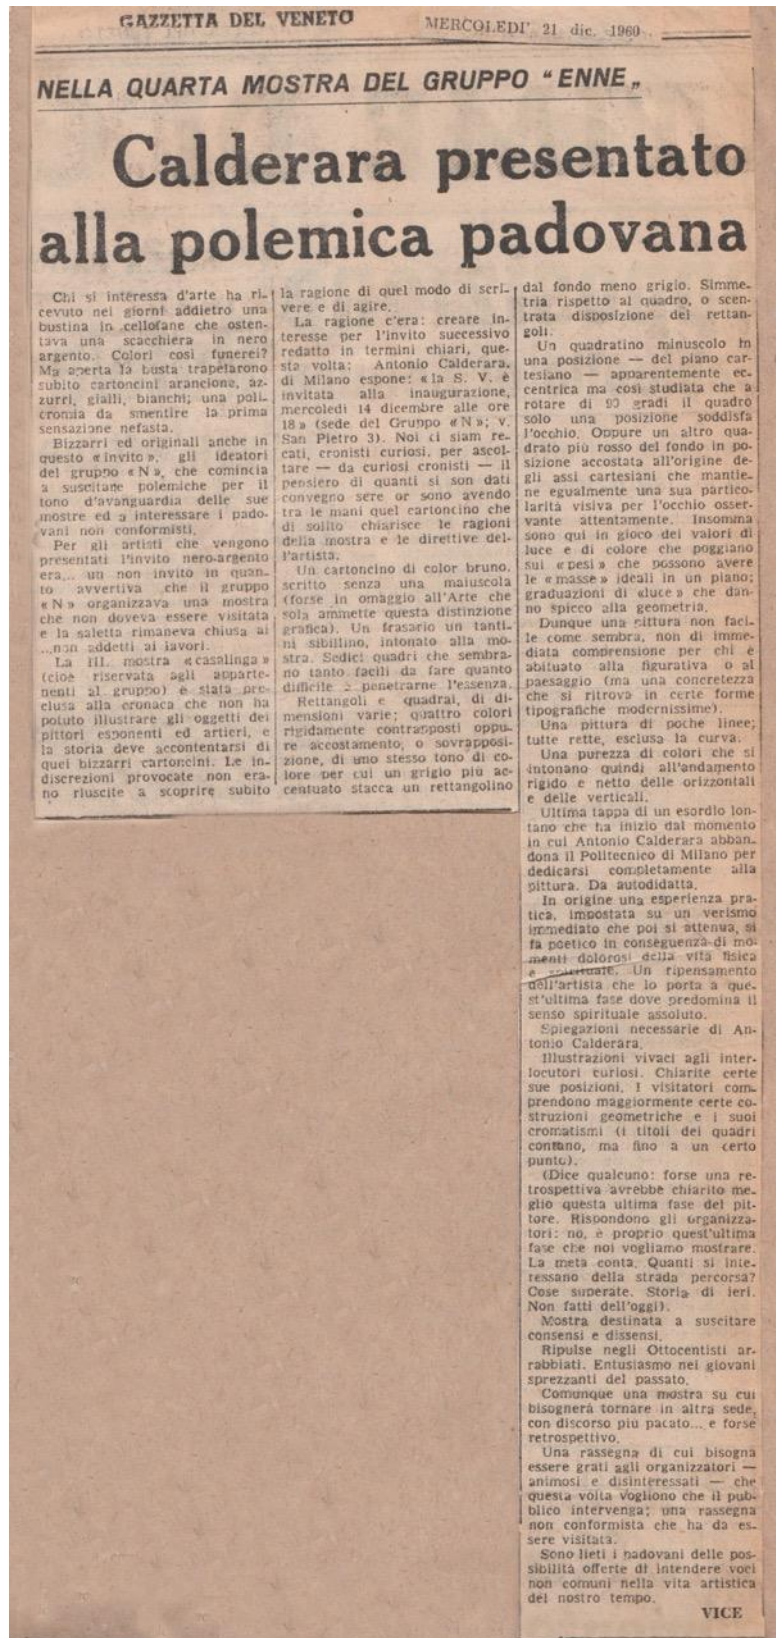 GAZZETTA DEL VENETO
MERCOLEDI' 21 dic. 1960
NELLA QUARTA MOSTRA DEL GRUPPO "ENNE„
Calderara presentato
alla polemica padovana
Chi si interessa d'arte ha ri-
cevuto nei giorni addietro una
bustina in cellofane che osten-
tava una scacchiera in nero
argento. Colori così funerei?
Ma aperta la busta trapelarono
subito cartoncini arancione, az-
zurri, gialli, bianchi; una poli-
cromia da smentire la prima
sensazione nefasta.
Bizzarri ed originali anche in
questo «invito», gli ideatori
del gruppo «N», che comincia
a suscitare polemiche per il
tono d'avanguardia delle sue
mostre ed a interessare i pado-
vani non conformisti.
Per gli artisti che vengono
presentati l'invito nero-argento
era... un non invito in quan-
to avvertiva che il gruppo
«N» organizzava una mostra
che non doveva essere visitata
e la saletta rimaneva chiusa ai
...non addetti ai lavori.
La III. mostra «casalinga»
(cioè riservata agli apparte-
nenti al gruppo) è stata pre-
clusa alla cronaca che non ha
potuto illustrare gli oggetti dei
pittori esponenti ed artieri, e
la storia deve accontentarsi di
quei bizzarri cartoncini. Le in-
discrezioni provocate non era-
no riuscite a scoprire subito
la ragione di quel modo di scri-
vere e di agire.
La ragione c'era: creare in-
teresse per l'invito successivo
redatto in termini chiari, que-
sta volta: Antonio Calderara,
di Milano espone: «la S. V. è
invitata alla inaugurazione,
mercoledì 14 dicembre alle ore
18» (sede del Gruppo «N»; v.
San Pietro 3). Noi ci siam re-
cati, cronisti curiosi, per ascol-
tare — da curiosi cronisti — il
pensiero di quanti si son dati
convegno sere or sono avendo
tra le mani quel cartoncino che
di solito chiarisce le ragioni
della mostra e le direttive del-
l'artista.
Un cartoncino di color bruno,
scritto senza una maiuscola
(forse in omaggio all'Arte che
sola ammette questa distinzione
grafica). Un frasario un tanti-
ni sibillino, intonato alla mo-
stra. Sedici quadri che sembra-
no tanto facili da fare quanto
difficile è penetrarne l'essenza.
Rettangoli e quadrai, di di-
mensioni varie; quattro colori
rigidamente contrapposti oppu-
re accostamento, o sovrapposi-
zione, di uno stesso tono di co-
lore per cui un grigio più ac-
centuato stacca un rettangolino
dal fondo meno grigio. Simme-
tria rispetto al quadro, o scen-
trata disposizione dei rettan-
goli.
Un quadratino minuscolo in
una posizione — del piano car-
tesiano — apparentemente ec-
centrica ma così studiata che a
rotare di 90 gradi il quadro
solo una posizione soddisfa
l'occhio. Oppure un altro qua-
drato più rosso del fondo in po-
sizione accostata all'origine de-
gli assi cartesiani che mantie-
ne egualmente una sua partico-
larità visiva per l'occhio osser-
vante attentamente. Insomma
sono qui in gioco dei valori di
luce e di colore che poggiano
sui «pesi» che possono avere
le «masse» ideali in un piano;
graduazioni di «luce» che dan-
no spicco alla geometria.
Dunque una pittura non faci-
le come sembra, non di imme-
diata comprensione per chi è
abituato alla figurativa o al
paesaggio (ma una concretezza
che si ritrova in certe forme
tipografiche modernissime).
Una pittura di poche linee;
tutte rette, esclusa la curva.
Una purezza di colori che si
intonano quindi all'andamento
rigido e netto delle orizzontali
e delle verticali.
Ultima tappa di un esordio lon-
tano che ha inizio dal momento
in cui Antonio Calderara abban-
dona il Politecnico di Milano per
dedicarsi completamente alla
pittura. Da autodidatta.
In origine una esperienza pra-
tica, impostata su un verismo
immediato che poi si attenua, si
fa poetico in conseguenza di mo-
menti dolorosi della vita fisica
e spirituale. Un ripensamento
dell'artista che lo porta a que-
st'ultima fase dove predomina il
senso spirituale assoluto.
Spiegazioni necessarie di An-
tonio Calderara.
Illustrazioni vivaci agli inter-
locutori curiosi. Chiarite certe
sue posizioni. I visitatori com-
prendono maggiormente certe co-
struzioni geometriche e i suoi
cromatismi (i titoli dei quadri
contano, ma fino a un certo
punto).
(Dice qualcuno: forse una re-
trospettiva avrebbe chiarito me-
glio questa ultima fase del pit-
tore. Rispondono gli organizza-
tori: no, è proprio quest'ultima
fase che noi vogliamo mostrare.
La meta conta. Quanti si inte-
ressano della strada percorsa?
Cose superate. Storia di ieri.
Non fatti dell'oggi).
Mostra destinata a suscitare
consensi e dissensi.
Ripulse negli Ottocentisti ar-
rabbiati. Entusiasmo nei giovani
sprezzanti del passato.
Comunque una mostra su cui
bisognerà tornare in altra sede,
con discorso più pacato... e forse
retrospettivo.
Una rassegna di cui bisogna
essere grati agli organizzatori —
animosi e disinteressati — che
questa volta vogliono che il pub-
blico intervenga; una rassegna
non conformista che ha da es-
sere visitata.
Sono lieti i padovani delle pos-
sibilità offerte di intendere voci
non comuni nella vita artistica
del nostro tempo.
VICE